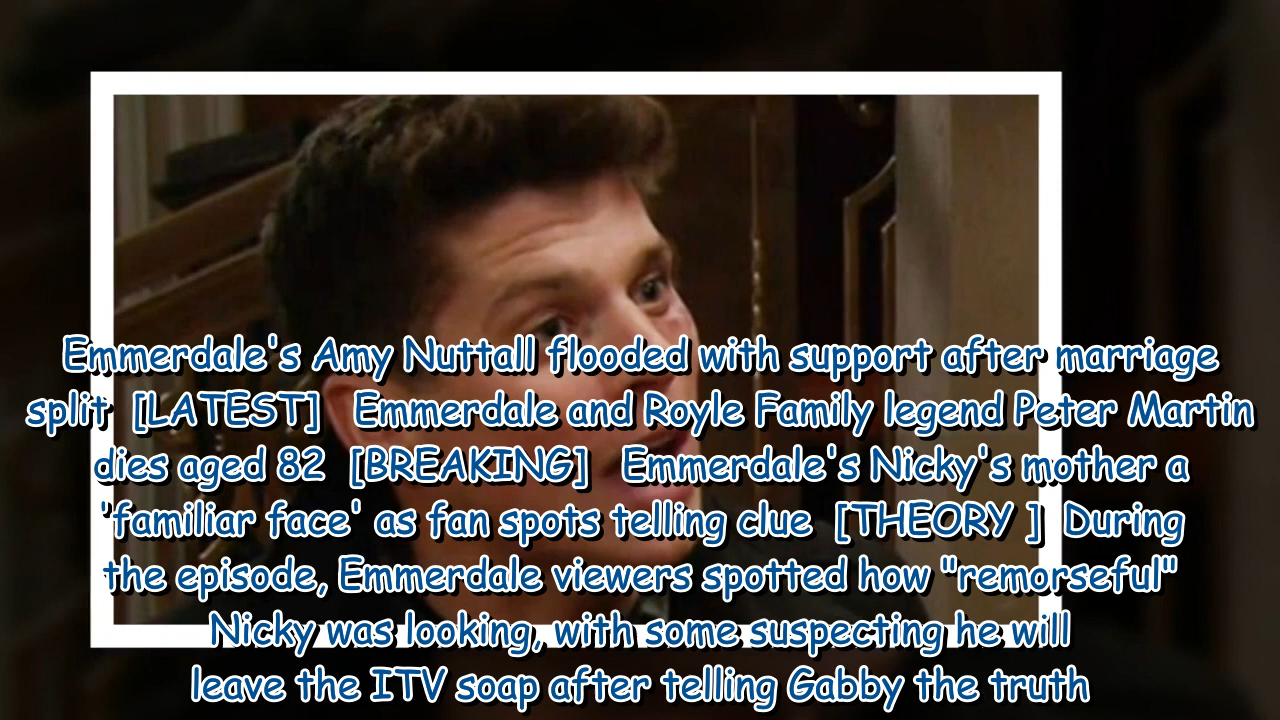 Emmerdale's Amy Nuttall flooded with support after marriage
split [LATEST] Emmerdale and Royle Family legend Peter Martin
dies aged 82 [BREAKING] Emmerdale's Nicky's mother a
'familiar face' as fan spots telling clue [THEORY ] During
the episode, Emmerdale viewers spotted how "remorseful"
Nicky was looking, with some suspecting he will
leave the ITV soap after telling Gabby the truth